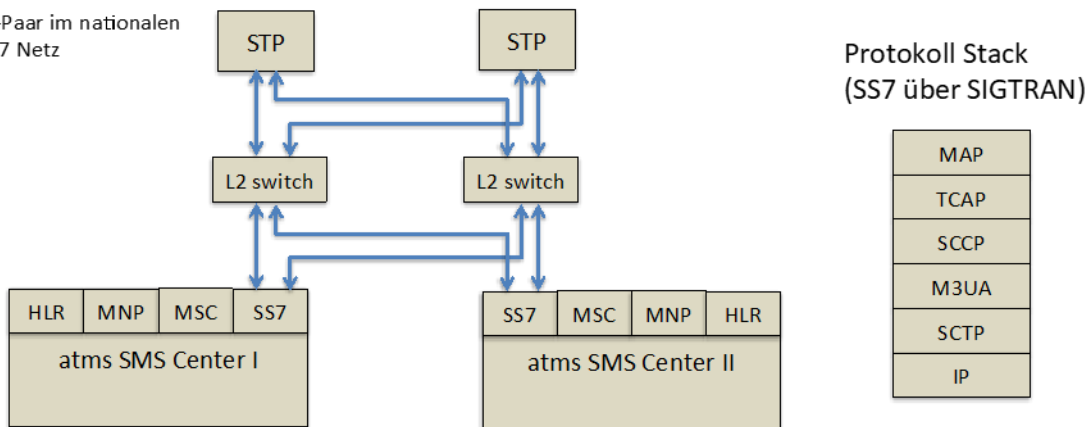 -Paar im nationalen
7 Netz
STP
STP
Protokoll Stack
(SS7 über SIGTRAN)
L2 switch
L2 switch
MAP
TCAP
SCCP
M3UA
SCTP
IP
HLR MNP MSC SS7
atms SMS Center I
SS7 MSC MNP HLR
atms SMS Center II